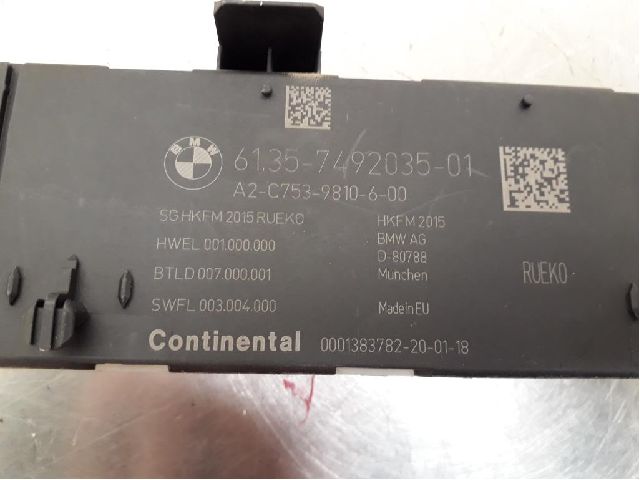 BMW
61.35-7492035-01
A2-C753-9810-6-00
SG HKFM 2015 RUEKO
HWEL 001.000.000
BTLD 007.000.001
SWFL 003.004.000
HKFM 2015
BMW AG
D-80788
Munchen
Made in EU
RUEKO
Continental 0001383782-20-01-18